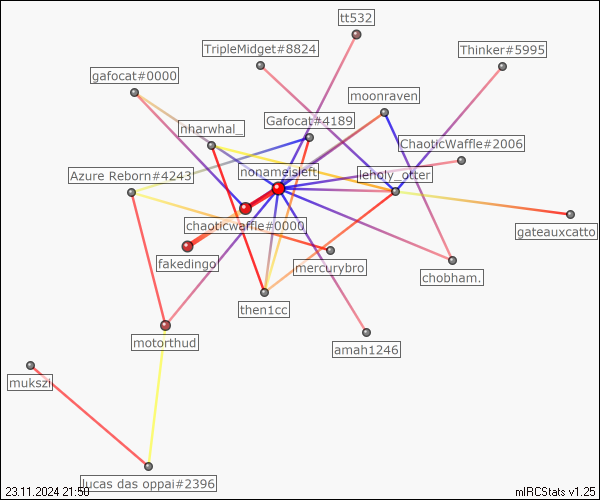 tt532
TripleMidget#8824
Thinker#5995
gafocat#0000
moonraven
Gafocat#4189
nharwhal_
ChaoticWaffle#2006
nonameisleft
Azure Reborn#4243
ieholy_otter
chaoticwaffle#0000
gateauxcatto
fakedingo
mercurybro
chobham.
then1cc
motorthud
amah1246
mukszi
lucas das oppai#2396
23.11.2024 21:50
mIRCStats v1.25